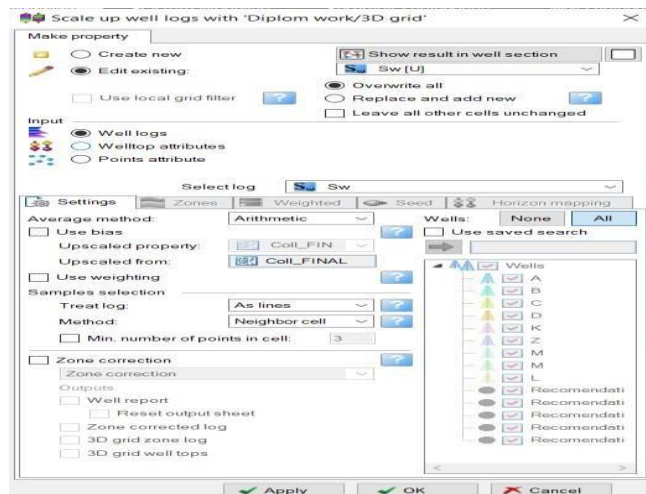 Scale up well logs with 'Diplom work/3D grid'
Make property
Create new
Show result in well section
Edit existing:
Sw [U]
Overwrite all
Use local grid filter
Replace and add new
Leave all other cells unchanged
Input
Well logs
Welltop attributes
Points attribute
Select log
Sw
Settings
Zones
Weighted
Seed
Horizon mapping
Average method:
Arithmetic
Wells:
None
All
Use bias
Use saved search
Upscaled property:
Coll_FIN
Upscaled from:
Coll_FINAL
Use weighting
Samples selection
Treat log:
As lines
Method:
Neighbor cell
Min. number of points in cell:
3
Zone correction
Zone correction
Outputs
Well report
Reset output sheet
Zone corrected log
3D grid zone log
3D grid well tops
Wells
A
B
C
D
K
Z
M
M
L
Recomendati
Recomendati
Recomendati
Recomendati
Apply
OK
Cancel